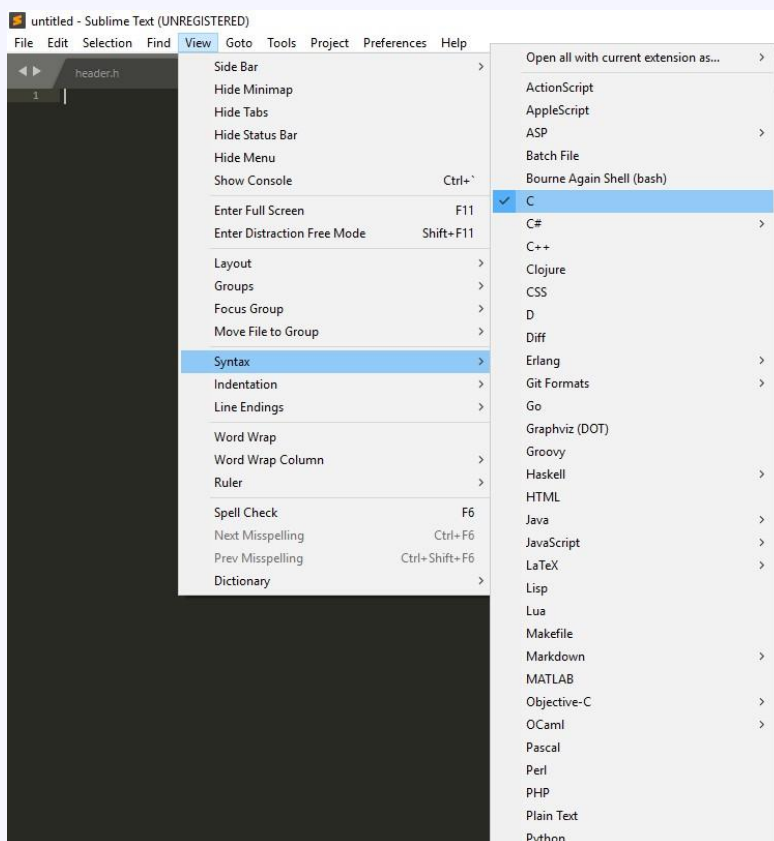 untitled - Sublime Text (UNREGISTERED)
File Edit Selection Find View Goto Tools Project Preferences Help
header.h
1
Side Bar
Hide Minimap
Hide Tabs
Hide Status Bar
Hide Menu
Show Console Ctrl+`
Enter Full Screen F11
Enter Distraction Free Mode Shift+F11
Layout
Groups
Focus Group
Move File to Group
Syntax
Indentation
Line Endings
Word Wrap
Word Wrap Column
Ruler
Spell Check F6
Next Misspelling Ctrl+F6
Prev Misspelling Ctrl+Shift+F6
Dictionary
Open all with current extension as...
ActionScript
AppleScript
ASP
Batch File
Bourne Again Shell (bash)
C
C#
C++
Clojure
CSS
D
Diff
Erlang
Git Formats
Go
Graphviz (DOT)
Groovy
Haskell
HTML
Java
JavaScript
LaTeX
Lisp
Lua
Makefile
Markdown
MATLAB
Objective-C
OCaml
Pascal
Perl
PHP
Plain Text
Python